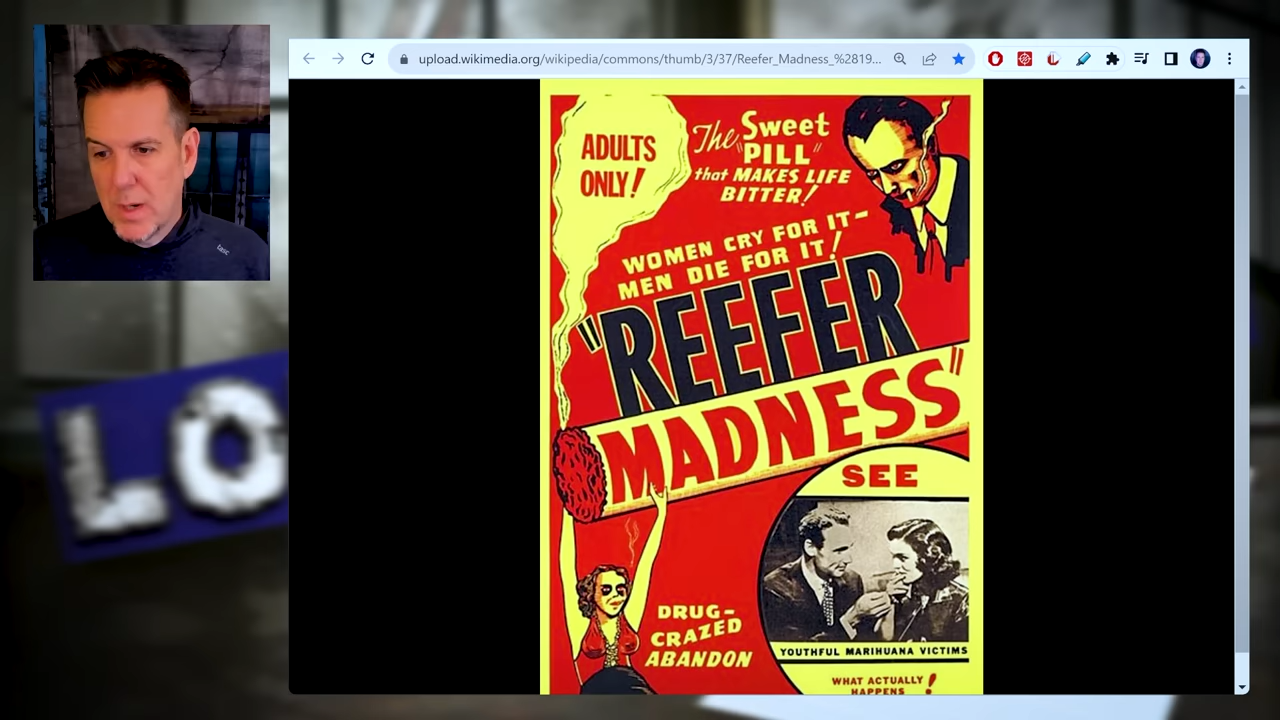 upload.wikimedia.org/wikipedia/commons/thumb/3/37/Reefer_Madness_%2819...
tasc
LO
ADULTS
ONLY!
The Sweet
"PILL"
that MAKES LIFE
BITTER!
WOMEN CRY FOR IT-
MEN DIE FOR IT!
"REEFER
MADNESS"
SEE
DRUG-
CRAZED
ABANDON
YOUTHFUL MARIHUANA VICTIMS
WHAT ACTUALLY
HAPPENS!